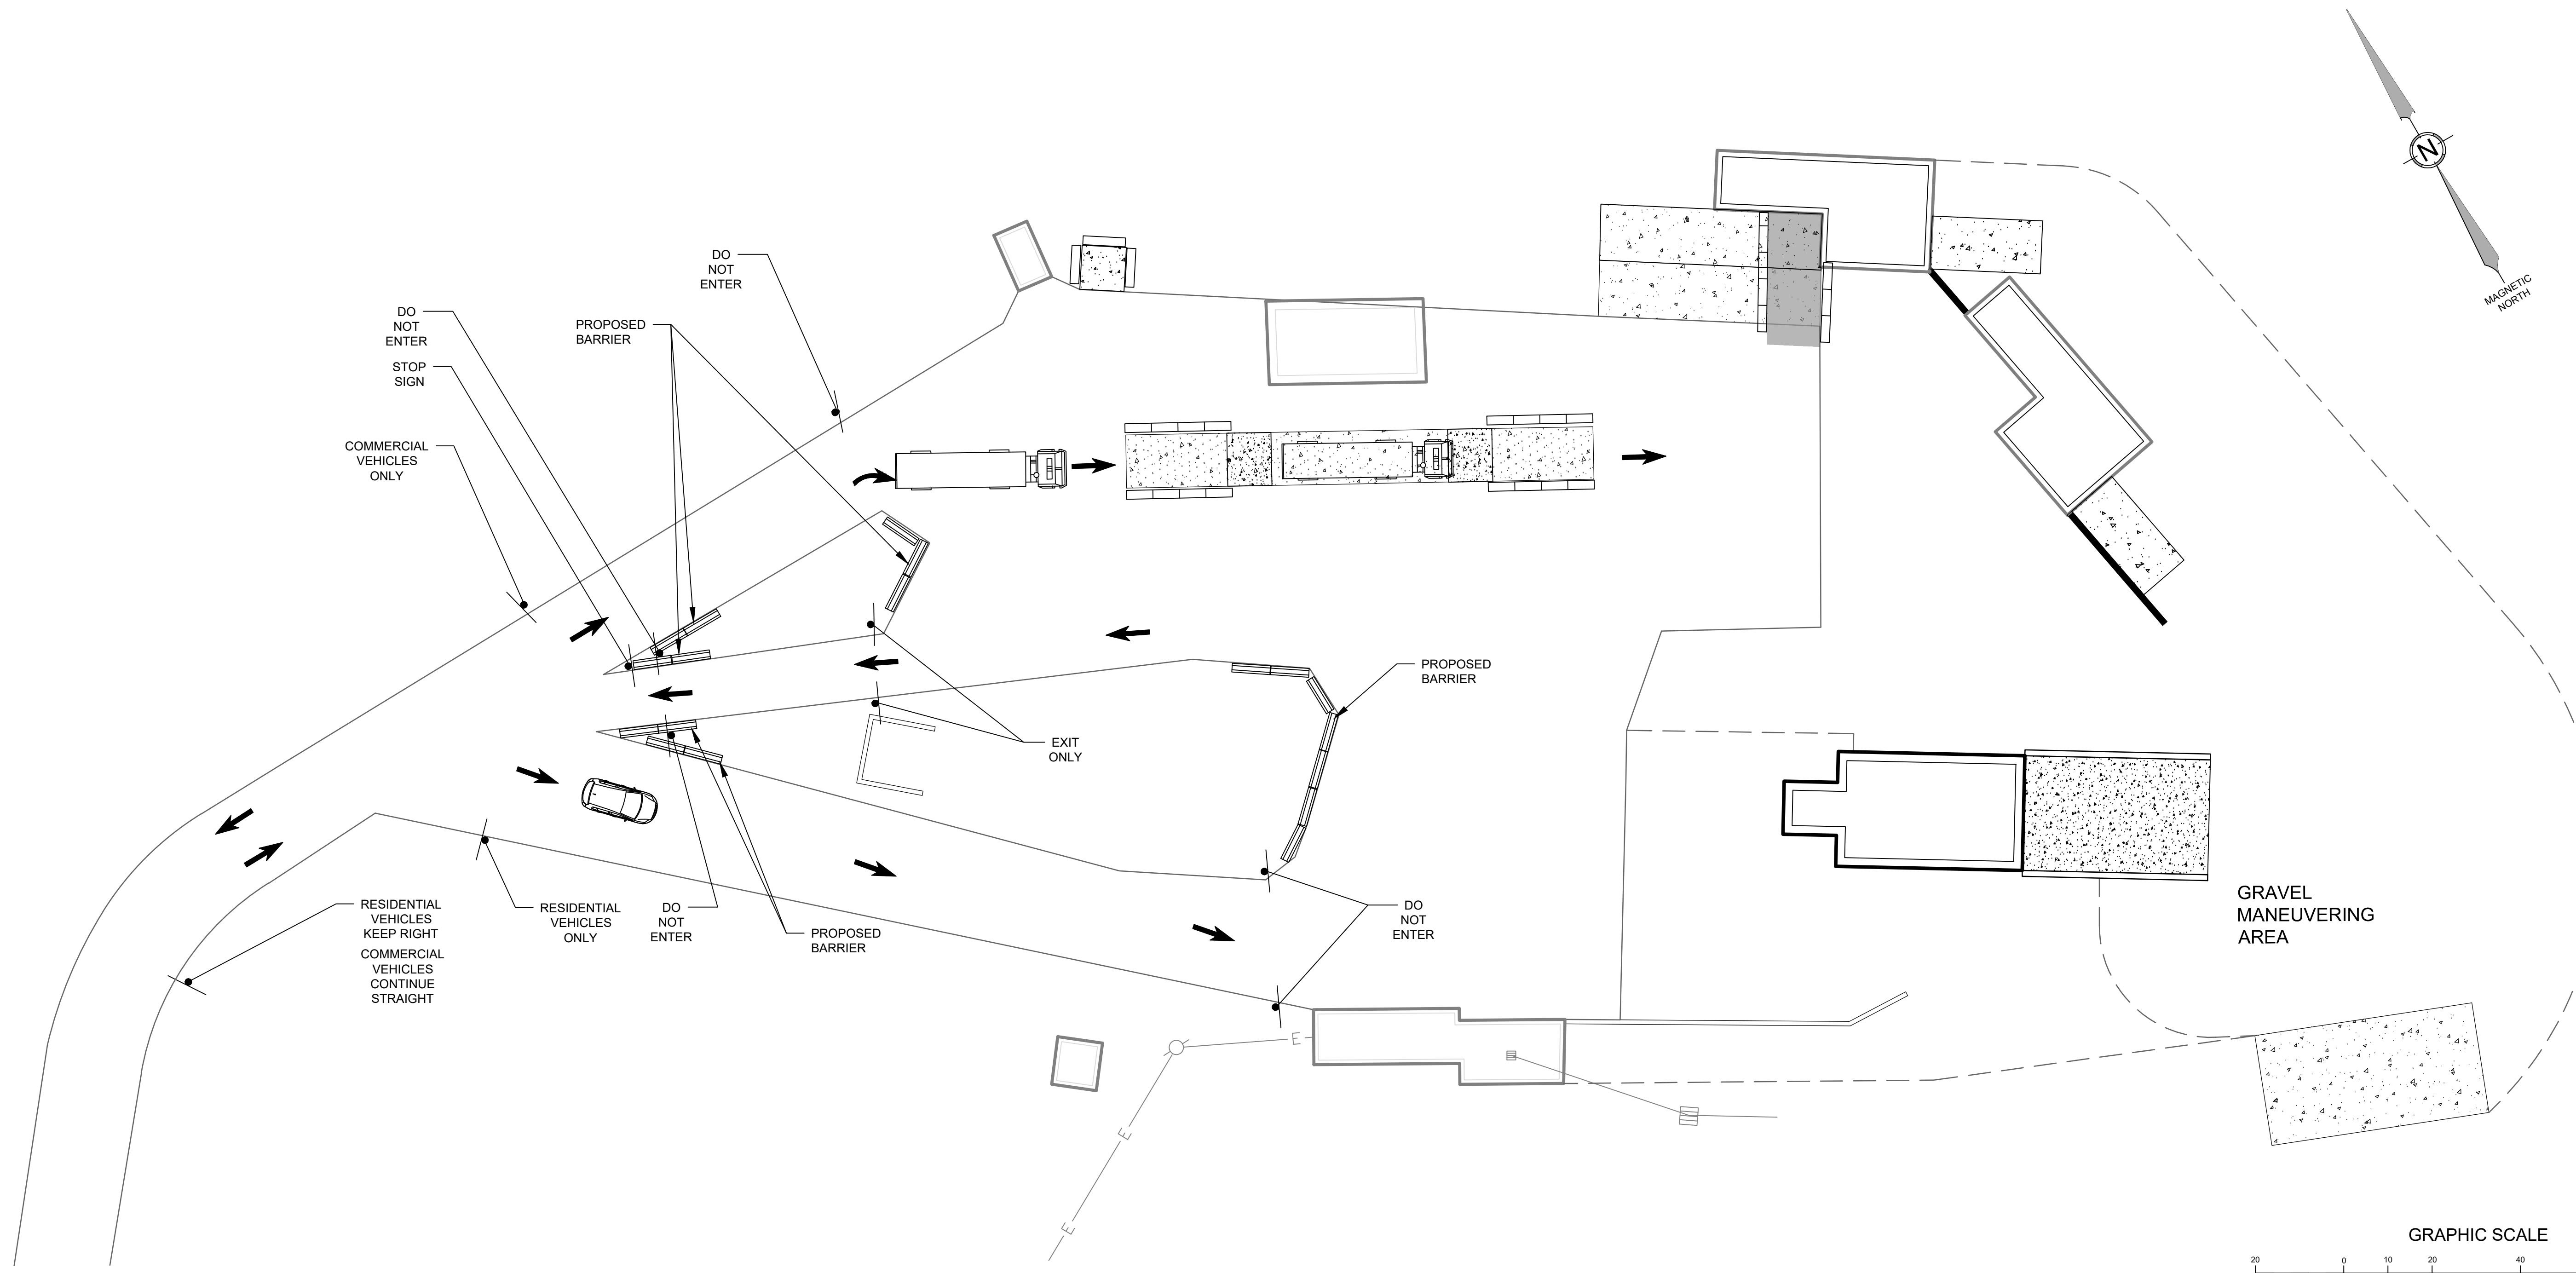 N
MAGNETIC
NORTH
DO
NOT
ENTER
DO
NOT
ENTER
PROPOSED
BARRIER
STOP
SIGN
COMMERCIAL
VEHICLES
ONLY
PROPOSED
BARRIER
EXIT
ONLY
RESIDENTIAL
VEHICLES
KEEP RIGHT
COMMERCIAL
VEHICLES
CONTINUE
STRAIGHT
RESIDENTIAL
VEHICLES
ONLY
DO
NOT
ENTER
PROPOSED
BARRIER
DO
NOT
ENTER
GRAVEL
MANEUVERING
AREA
E
E
E
GRAPHIC SCALE
20 0 10 20 40